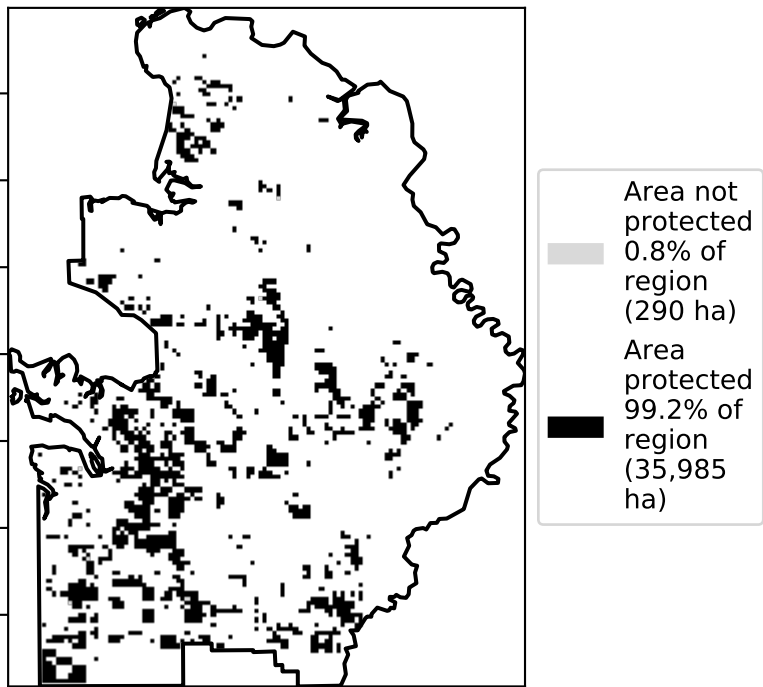 Area not
protected
0.8% of
region
(290 ha)
Area
protected
99.2% of
region
(35,985
ha)